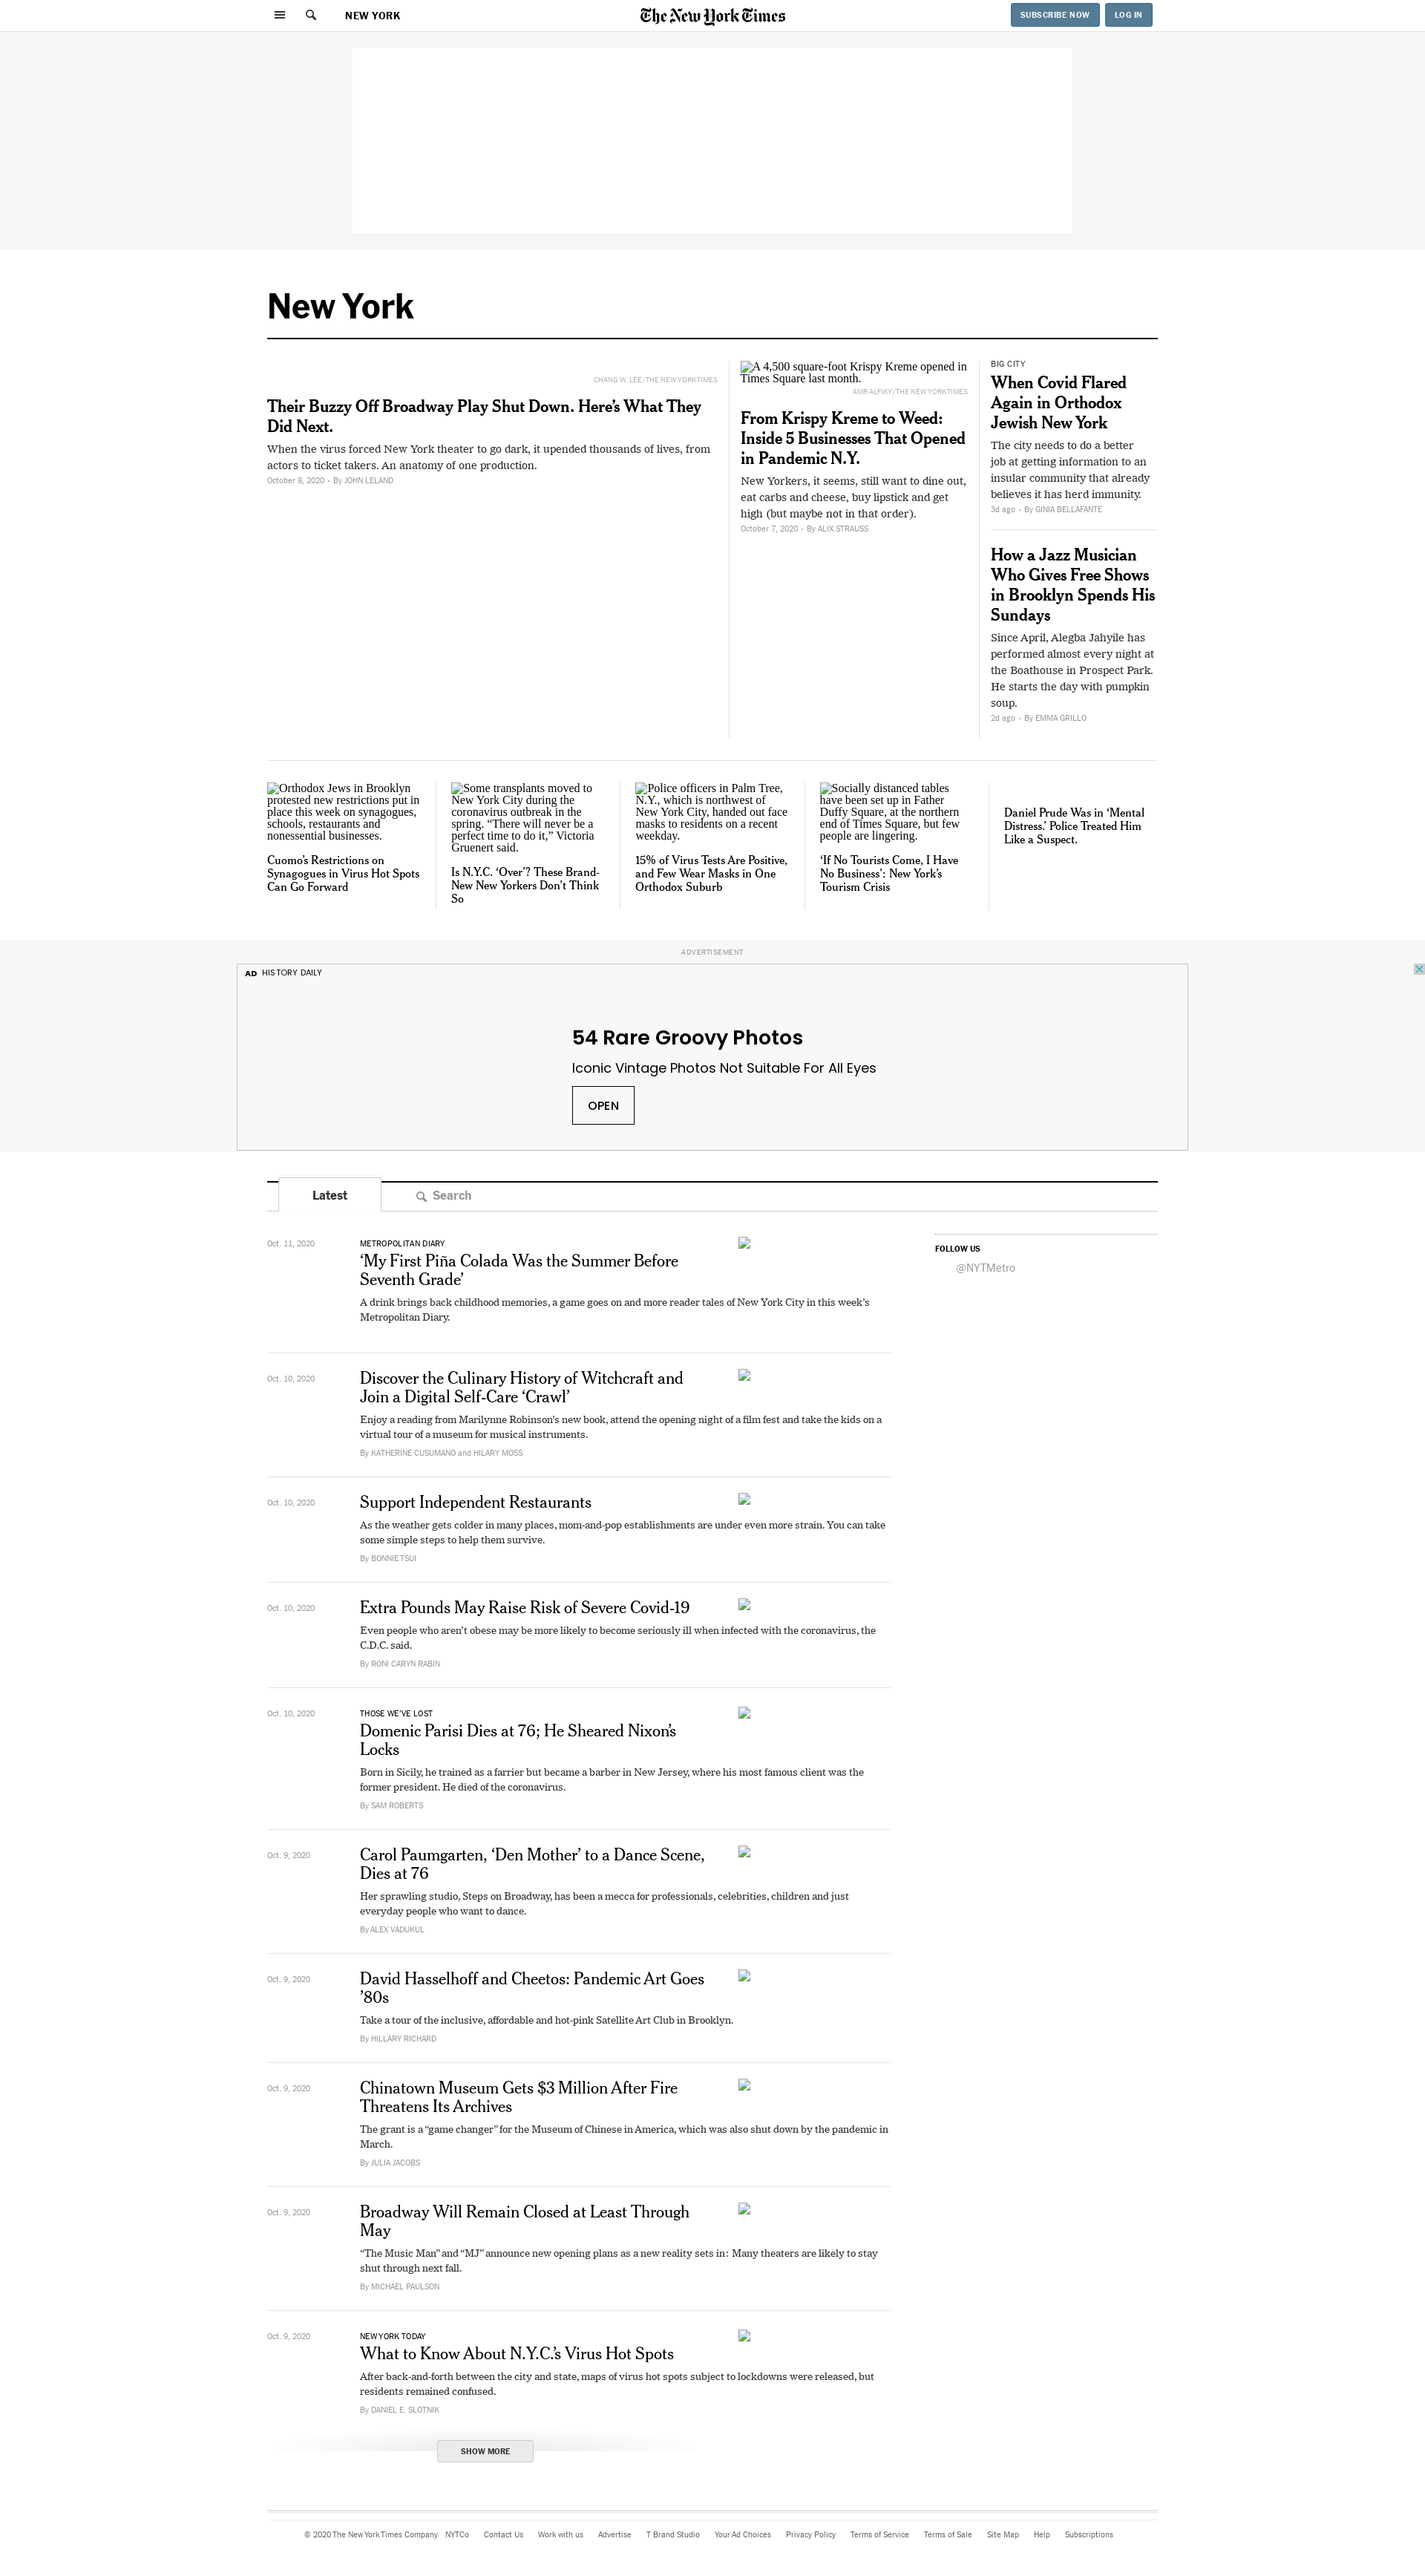 NEW YORK
The New York Times
SUBSCRIBE NOW
LOG IN
New York
CHANG W. LEE/THE NEW YORK TIMES
Their Buzzy Off Broadway Play Shut Down. Here’s What They
Did Next.
When the virus forced New York theater to go dark, it upended thousands of lives, from
actors to ticket takers. An anatomy of one production.
October 8, 2020 • By JOHN LELAND
A 4,500 square-foot Krispy Kreme opened in
Times Square last month.
AMR ALFIKY/THE NEW YORK TIMES
From Krispy Kreme to Weed:
Inside 5 Businesses That Opened
in Pandemic N.Y.
New Yorkers, it seems, still want to dine out,
eat carbs and cheese, buy lipstick and get
high (but maybe not in that order).
October 7, 2020 • By ALIX STRAUSS
BIG CITY
When Covid Flared
Again in Orthodox
Jewish New York
The city needs to do a better
job at getting information to an
insular community that already
believes it has herd immunity.
3d ago • By GINIA BELLAFANTE
How a Jazz Musician
Who Gives Free Shows
in Brooklyn Spends His
Sundays
Since April, Alegba Jahyile has
performed almost every night at
the Boathouse in Prospect Park.
He starts the day with pumpkin
soup.
2d ago • By EMMA GRILLO
Orthodox Jews in Brooklyn
protested new restrictions put in
place this week on synagogues,
schools, restaurants and
nonessential businesses.
Cuomo’s Restrictions on
Synagogues in Virus Hot Spots
Can Go Forward
Some transplants moved to
New York City during the
coronavirus outbreak in the
spring. “There will never be a
perfect time to do it,” Victoria
Gruenert said.
Is N.Y.C. ‘Over’? These Brand-
New New Yorkers Don’t Think
So
Police officers in Palm Tree,
N.Y., which is northwest of
New York City, handed out face
masks to residents on a recent
weekday.
15% of Virus Tests Are Positive,
and Few Wear Masks in One
Orthodox Suburb
Socially distanced tables
have been set up in Father
Duffy Square, at the northern
end of Times Square, but few
people are lingering.
‘If No Tourists Come, I Have
No Business’: New York’s
Tourism Crisis
Daniel Prude Was in ‘Mental
Distress.’ Police Treated Him
Like a Suspect.
ADVERTISEMENT
AD HISTORY DAILY
54 Rare Groovy Photos
Iconic Vintage Photos Not Suitable For All Eyes
OPEN
Latest
Search
Oct. 11, 2020
METROPOLITAN DIARY
‘My First Piña Colada Was the Summer Before
Seventh Grade’
A drink brings back childhood memories, a game goes on and more reader tales of New York City in this week’s
Metropolitan Diary.
FOLLOW US
@NYTMetro
Oct. 10, 2020
Discover the Culinary History of Witchcraft and
Join a Digital Self-Care ‘Crawl’
Enjoy a reading from Marilynne Robinson’s new book, attend the opening night of a film fest and take the kids on a
virtual tour of a museum for musical instruments.
By KATHERINE CUSUMANO and HILARY MOSS
Oct. 10, 2020
Support Independent Restaurants
As the weather gets colder in many places, mom-and-pop establishments are under even more strain. You can take
some simple steps to help them survive.
By BONNIE TSUI
Oct. 10, 2020
Extra Pounds May Raise Risk of Severe Covid-19
Even people who aren’t obese may be more likely to become seriously ill when infected with the coronavirus, the
C.D.C. said.
By RONI CARYN RABIN
Oct. 10, 2020
THOSE WE’VE LOST
Domenic Parisi Dies at 76; He Sheared Nixon’s
Locks
Born in Sicily, he trained as a farrier but became a barber in New Jersey, where his most famous client was the
former president. He died of the coronavirus.
By SAM ROBERTS
Oct. 9, 2020
Carol Paumgarten, ‘Den Mother’ to a Dance Scene,
Dies at 76
Her sprawling studio, Steps on Broadway, has been a mecca for professionals, celebrities, children and just
everyday people who want to dance.
By ALEX VADUKUL
Oct. 9, 2020
David Hasselhoff and Cheetos: Pandemic Art Goes
’80s
Take a tour of the inclusive, affordable and hot-pink Satellite Art Club in Brooklyn.
By HILLARY RICHARD
Oct. 9, 2020
Chinatown Museum Gets $3 Million After Fire
Threatens Its Archives
The grant is a “game changer” for the Museum of Chinese in America, which was also shut down by the pandemic in
March.
By JULIA JACOBS
Oct. 9, 2020
Broadway Will Remain Closed at Least Through
May
“The Music Man” and “MJ” announce new opening plans as a new reality sets in: Many theaters are likely to stay
shut through next fall.
By MICHAEL PAULSON
Oct. 9, 2020
NEW YORK TODAY
What to Know About N.Y.C.’s Virus Hot Spots
After back-and-forth between the city and state, maps of virus hot spots subject to lockdowns were released, but
residents remained confused.
By DANIEL E. SLOTNIK
SHOW MORE
© 2020 The New York Times Company NYTCo Contact Us Work with us Advertise T Brand Studio Your Ad Choices Privacy Policy Terms of Service Terms of Sale Site Map Help Subscriptions